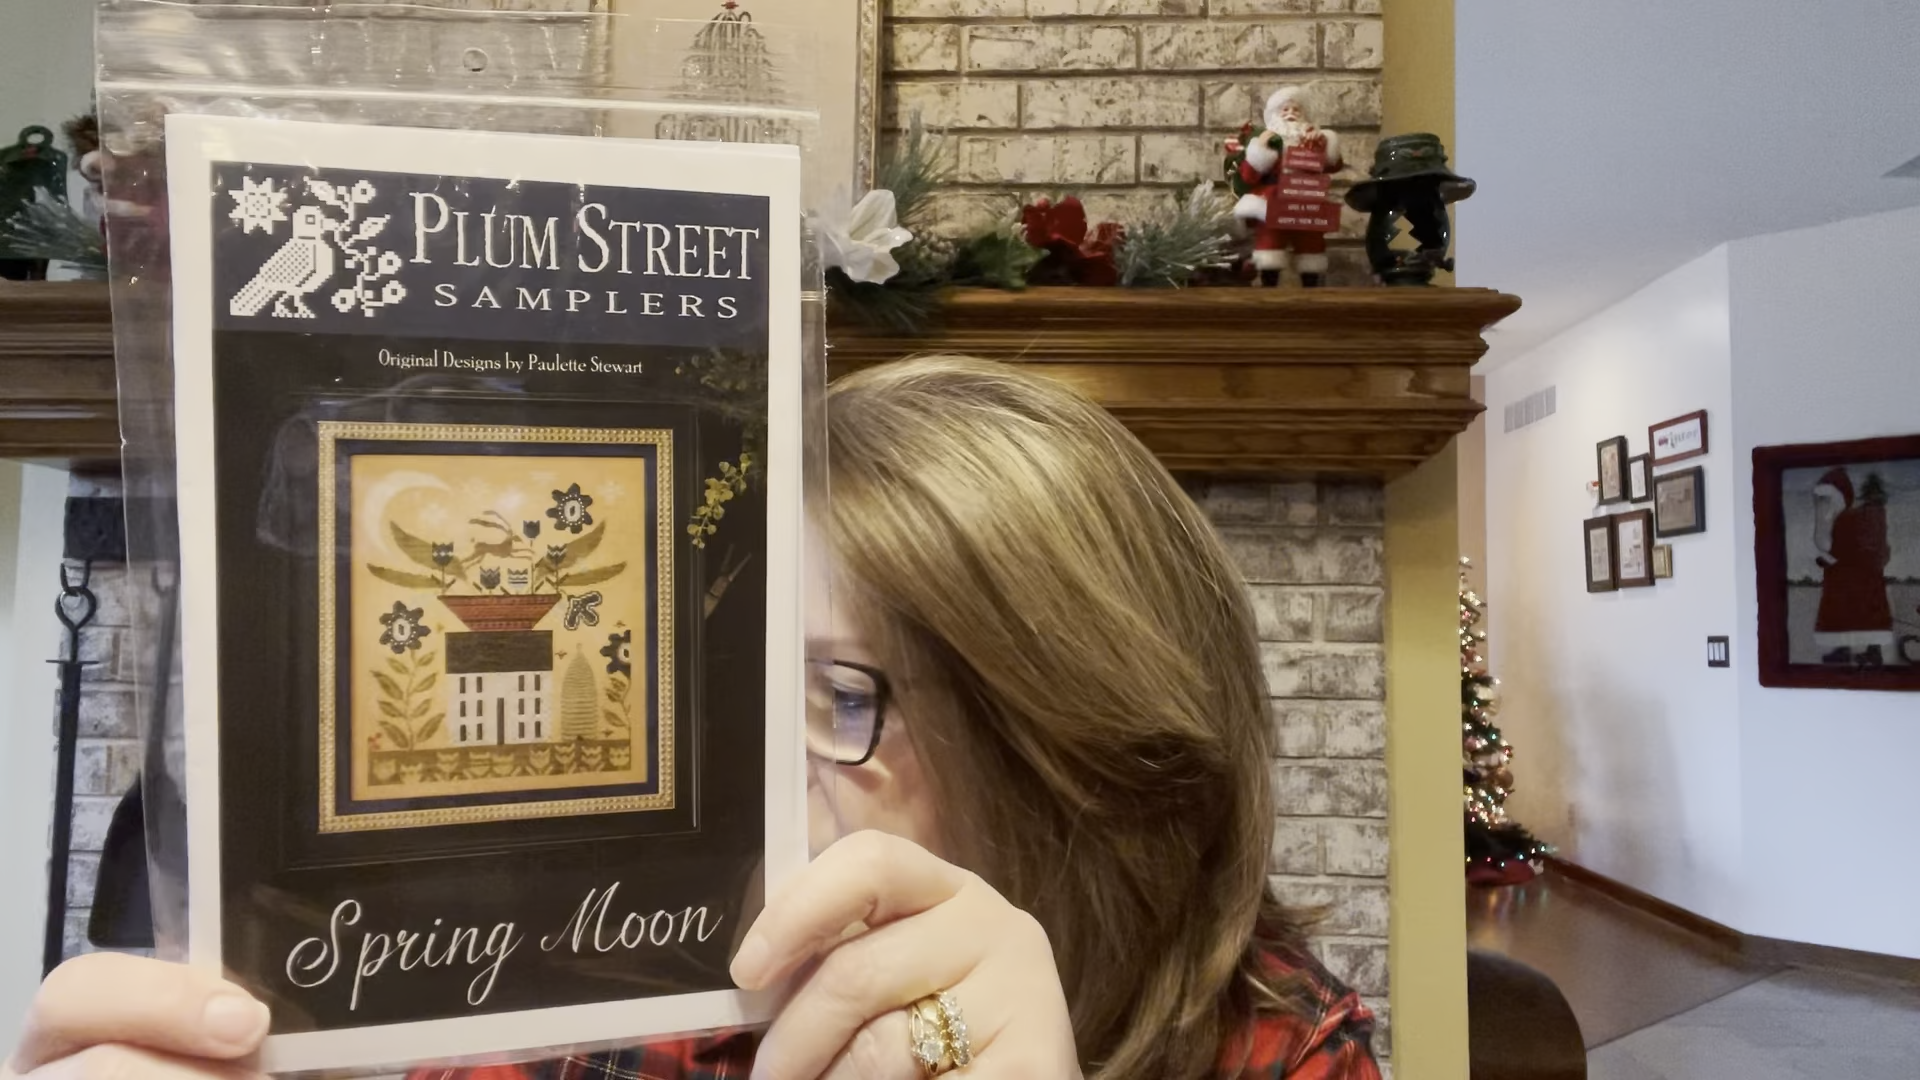 PLUM STREET
SAMPLERS
Original Designs by Paulette Stewart
Spring Moon